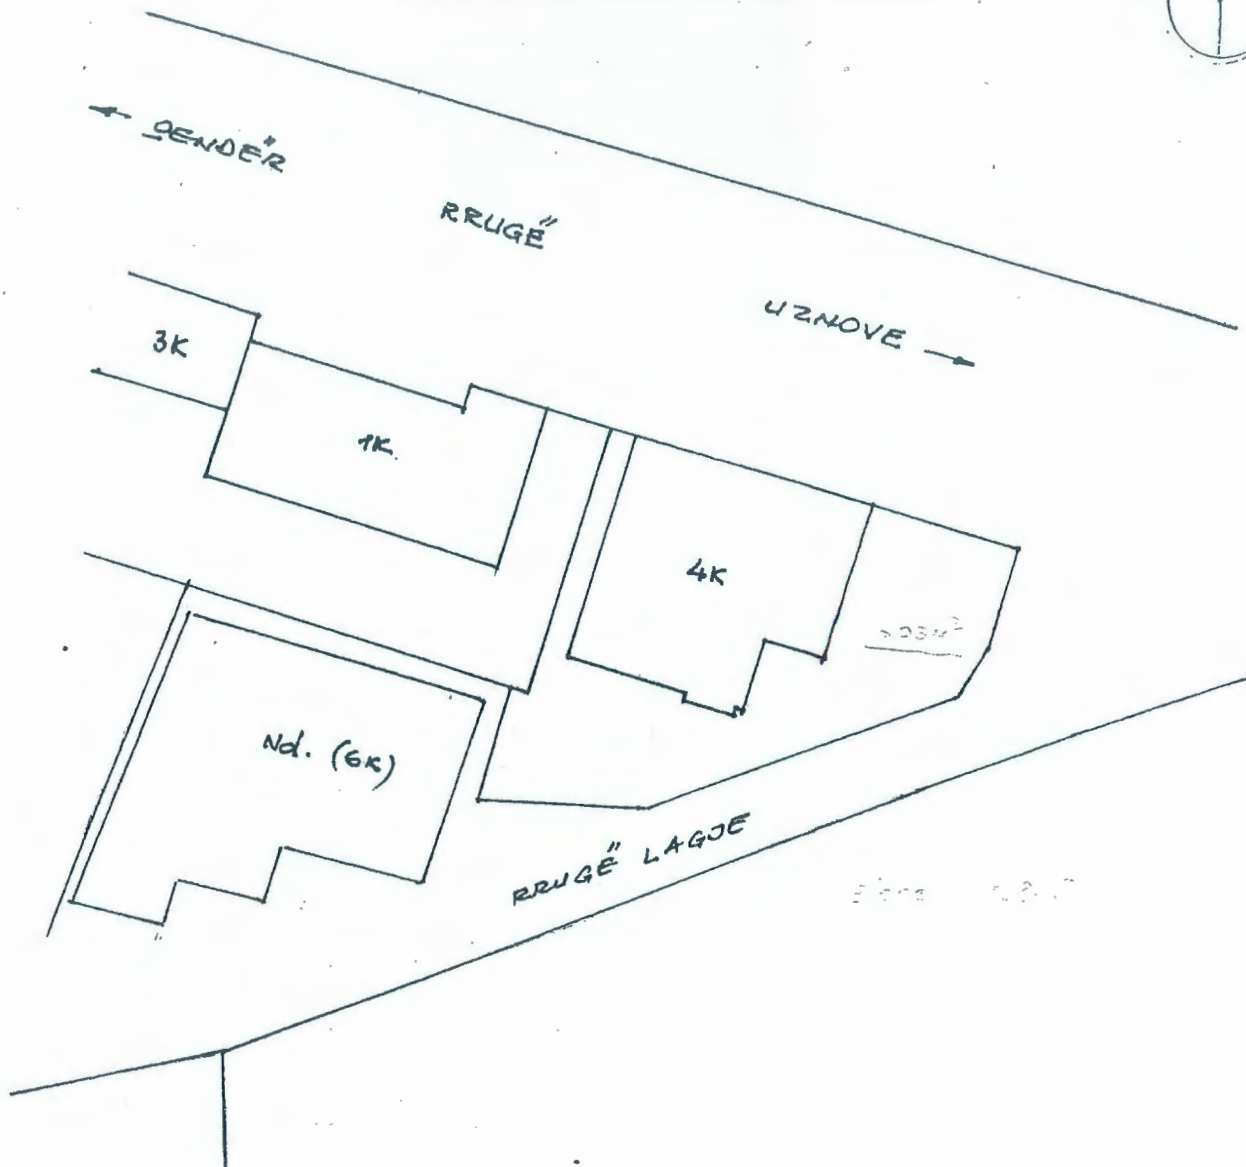 QENDËR
RRUGË
UZNOVE
3K
1K.
4K
Nd. (6K)
RRUGË LAGJE